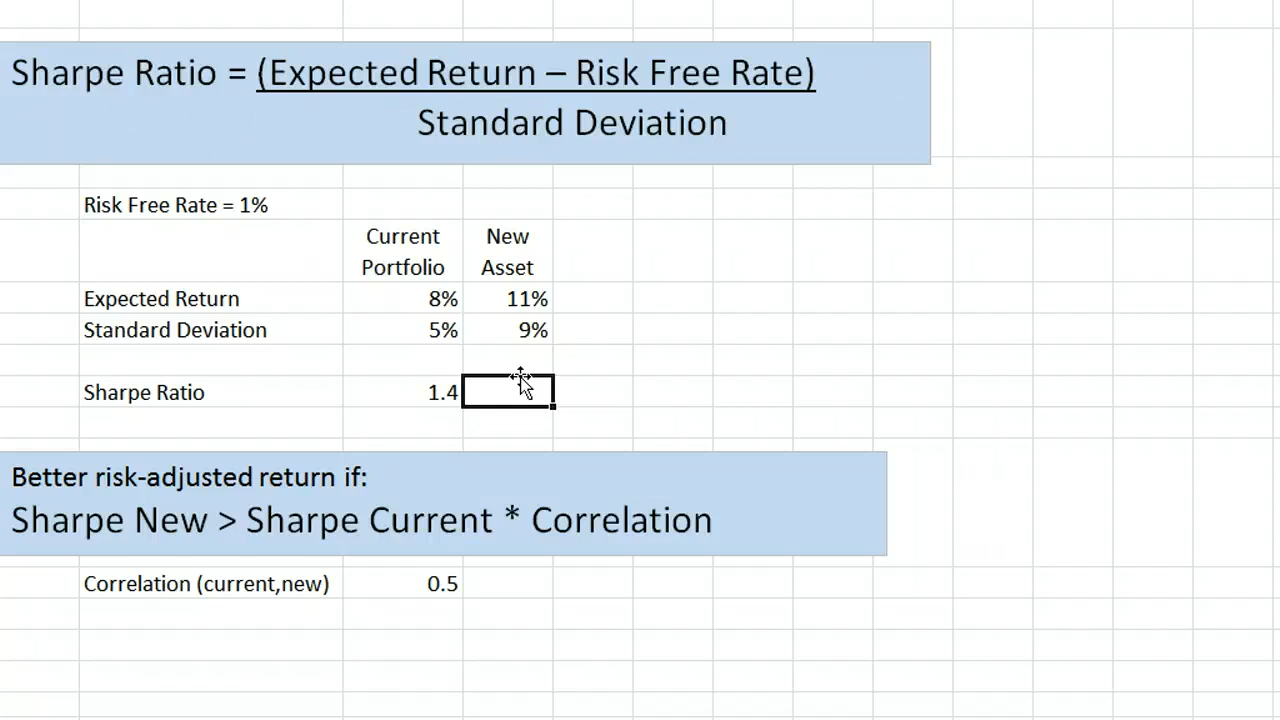 Sharpe Ratio = (Expected Return – Risk Free Rate)
Standard Deviation
Risk Free Rate = 1%
Current New
Portfolio Asset
Expected Return 8% 11%
Standard Deviation 5% 9%
Sharpe Ratio 1.4
Better risk-adjusted return if:
Sharpe New > Sharpe Current * Correlation
Correlation (current,new) 0.5